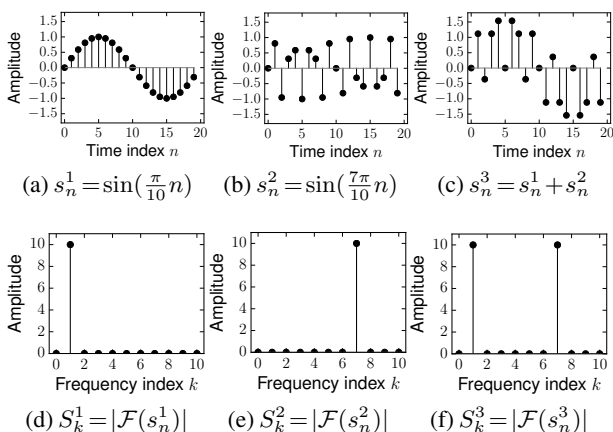 Amplitude
1.5
1.0
0.5
0.0
−0.5
−1.0
−1.5
0 5 10 15 20
Time index n
(a) s¹ₙ = sin(π/10 n)
Amplitude
1.5
1.0
0.5
0.0
−0.5
−1.0
−1.5
0 5 10 15 20
Time index n
(b) s²ₙ = sin(7π/10 n)
Amplitude
1.5
1.0
0.5
0.0
−0.5
−1.0
−1.5
0 5 10 15 20
Time index n
(c) s³ₙ = s¹ₙ + s²ₙ
Amplitude
10
8
6
4
2
0
0 2 4 6 8 10
Frequency index k
(d) S¹ₖ = |ℱ(s¹ₙ)|
Amplitude
10
8
6
4
2
0
0 2 4 6 8 10
Frequency index k
(e) S²ₖ = |ℱ(s²ₙ)|
Amplitude
10
8
6
4
2
0
0 2 4 6 8 10
Frequency index k
(f) S³ₖ = |ℱ(s³ₙ)|